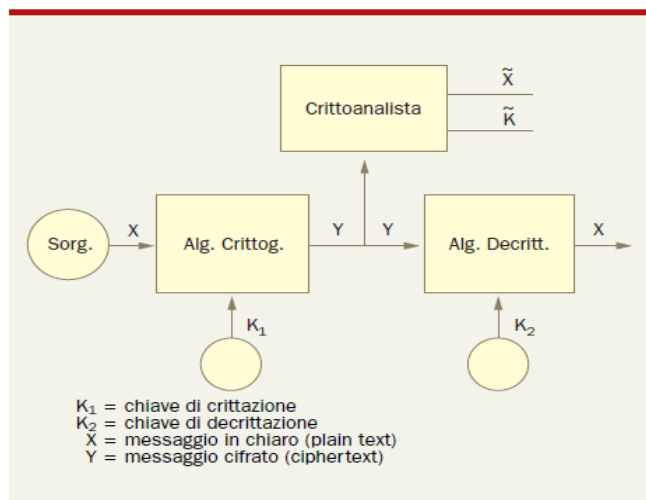 X̃
Crittoanalista
K̃
Sorg.
X
Alg. Crittog.
Y
Y
Alg. Decritt.
X
K₁
K₂
K₁ = chiave di crittazione
K₂ = chiave di decrittazione
X = messaggio in chiaro (plain text)
Y = messaggio cifrato (ciphertext)